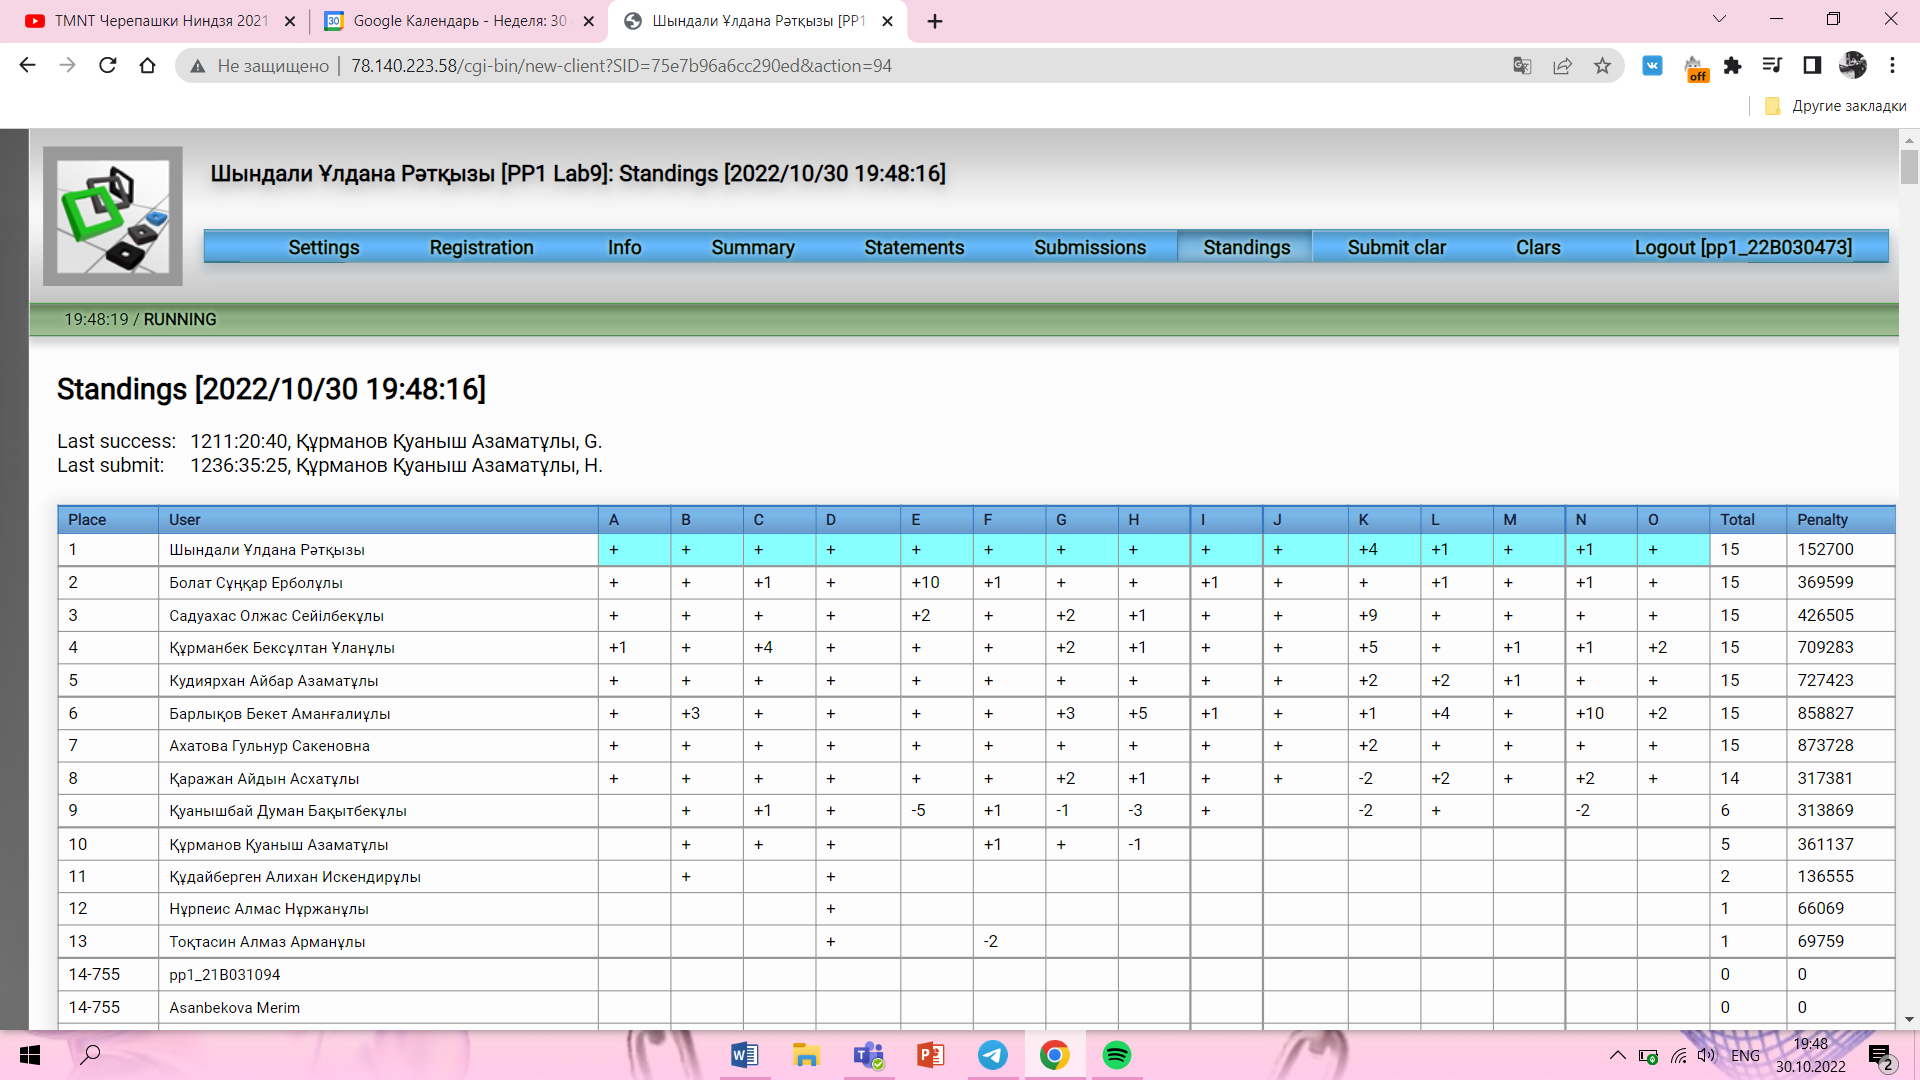 TMNT Черепашки Ниндзя 2021
Google Календарь - Неделя: 30
Шындали Ұлдана Рәтқызы [PP1
Не защищено | 78.140.223.58/cgi-bin/new-client?SID=75e7b96a6cc290ed&action=94
off
Другие закладки
Шындали Ұлдана Рәтқызы [PP1 Lab9]: Standings [2022/10/30 19:48:16]
Settings Registration Info Summary Statements Submissions Standings Submit clar Clars Logout [pp1_22B030473]
19:48:19 / RUNNING
Standings [2022/10/30 19:48:16]
Last success: 1211:20:40, Құрманов Қуаныш Азаматұлы, G.
Last submit: 1236:35:25, Құрманов Қуаныш Азаматұлы, H.
Place User A B C D E F G H I J K L M N O Total Penalty
1 Шындали Ұлдана Рәтқызы + + + + + + + + + + +4 +1 + +1 + 15 152700
2 Болат Сұңқар Ерболұлы + + +1 + +10 +1 + + +1 + + +1 + +1 + 15 369599
3 Садуахас Олжас Сейілбекұлы + + + + +2 + +2 +1 + + +9 + + + + 15 426505
4 Құрманбек Бексұлтан Ұланұлы +1 + +4 + + + +2 +1 + + +5 + +1 +1 +2 15 709283
5 Кудиярхан Айбар Азаматұлы + + + + + + + + + + +2 +2 +1 + + 15 727423
6 Барлықов Бекет Аманғалиұлы + +3 + + + + +3 +5 +1 + +1 +4 + +10 +2 15 858827
7 Ахатова Гульнур Сакеновна + + + + + + + + + + +2 + + + + 15 873728
8 Қаражан Айдын Асхатұлы + + + + + + +2 +1 + + -2 +2 + +2 + 14 317381
9 Қуанышбай Думан Бақытбекұлы + +1 + -5 +1 -1 -3 + -2 + -2 6 313869
10 Құрманов Қуаныш Азаматұлы + + + +1 + -1 5 361137
11 Құдайберген Алихан Искендирұлы + + 2 136555
12 Нұрпеис Алмас Нұржанұлы + 1 66069
13 Тоқтасин Алмаз Арманұлы + -2 1 69759
14-755 pp1_21B031094 0 0
14-755 Asanbekova Merim 0 0
ENG
19:48
30.10.2022
2